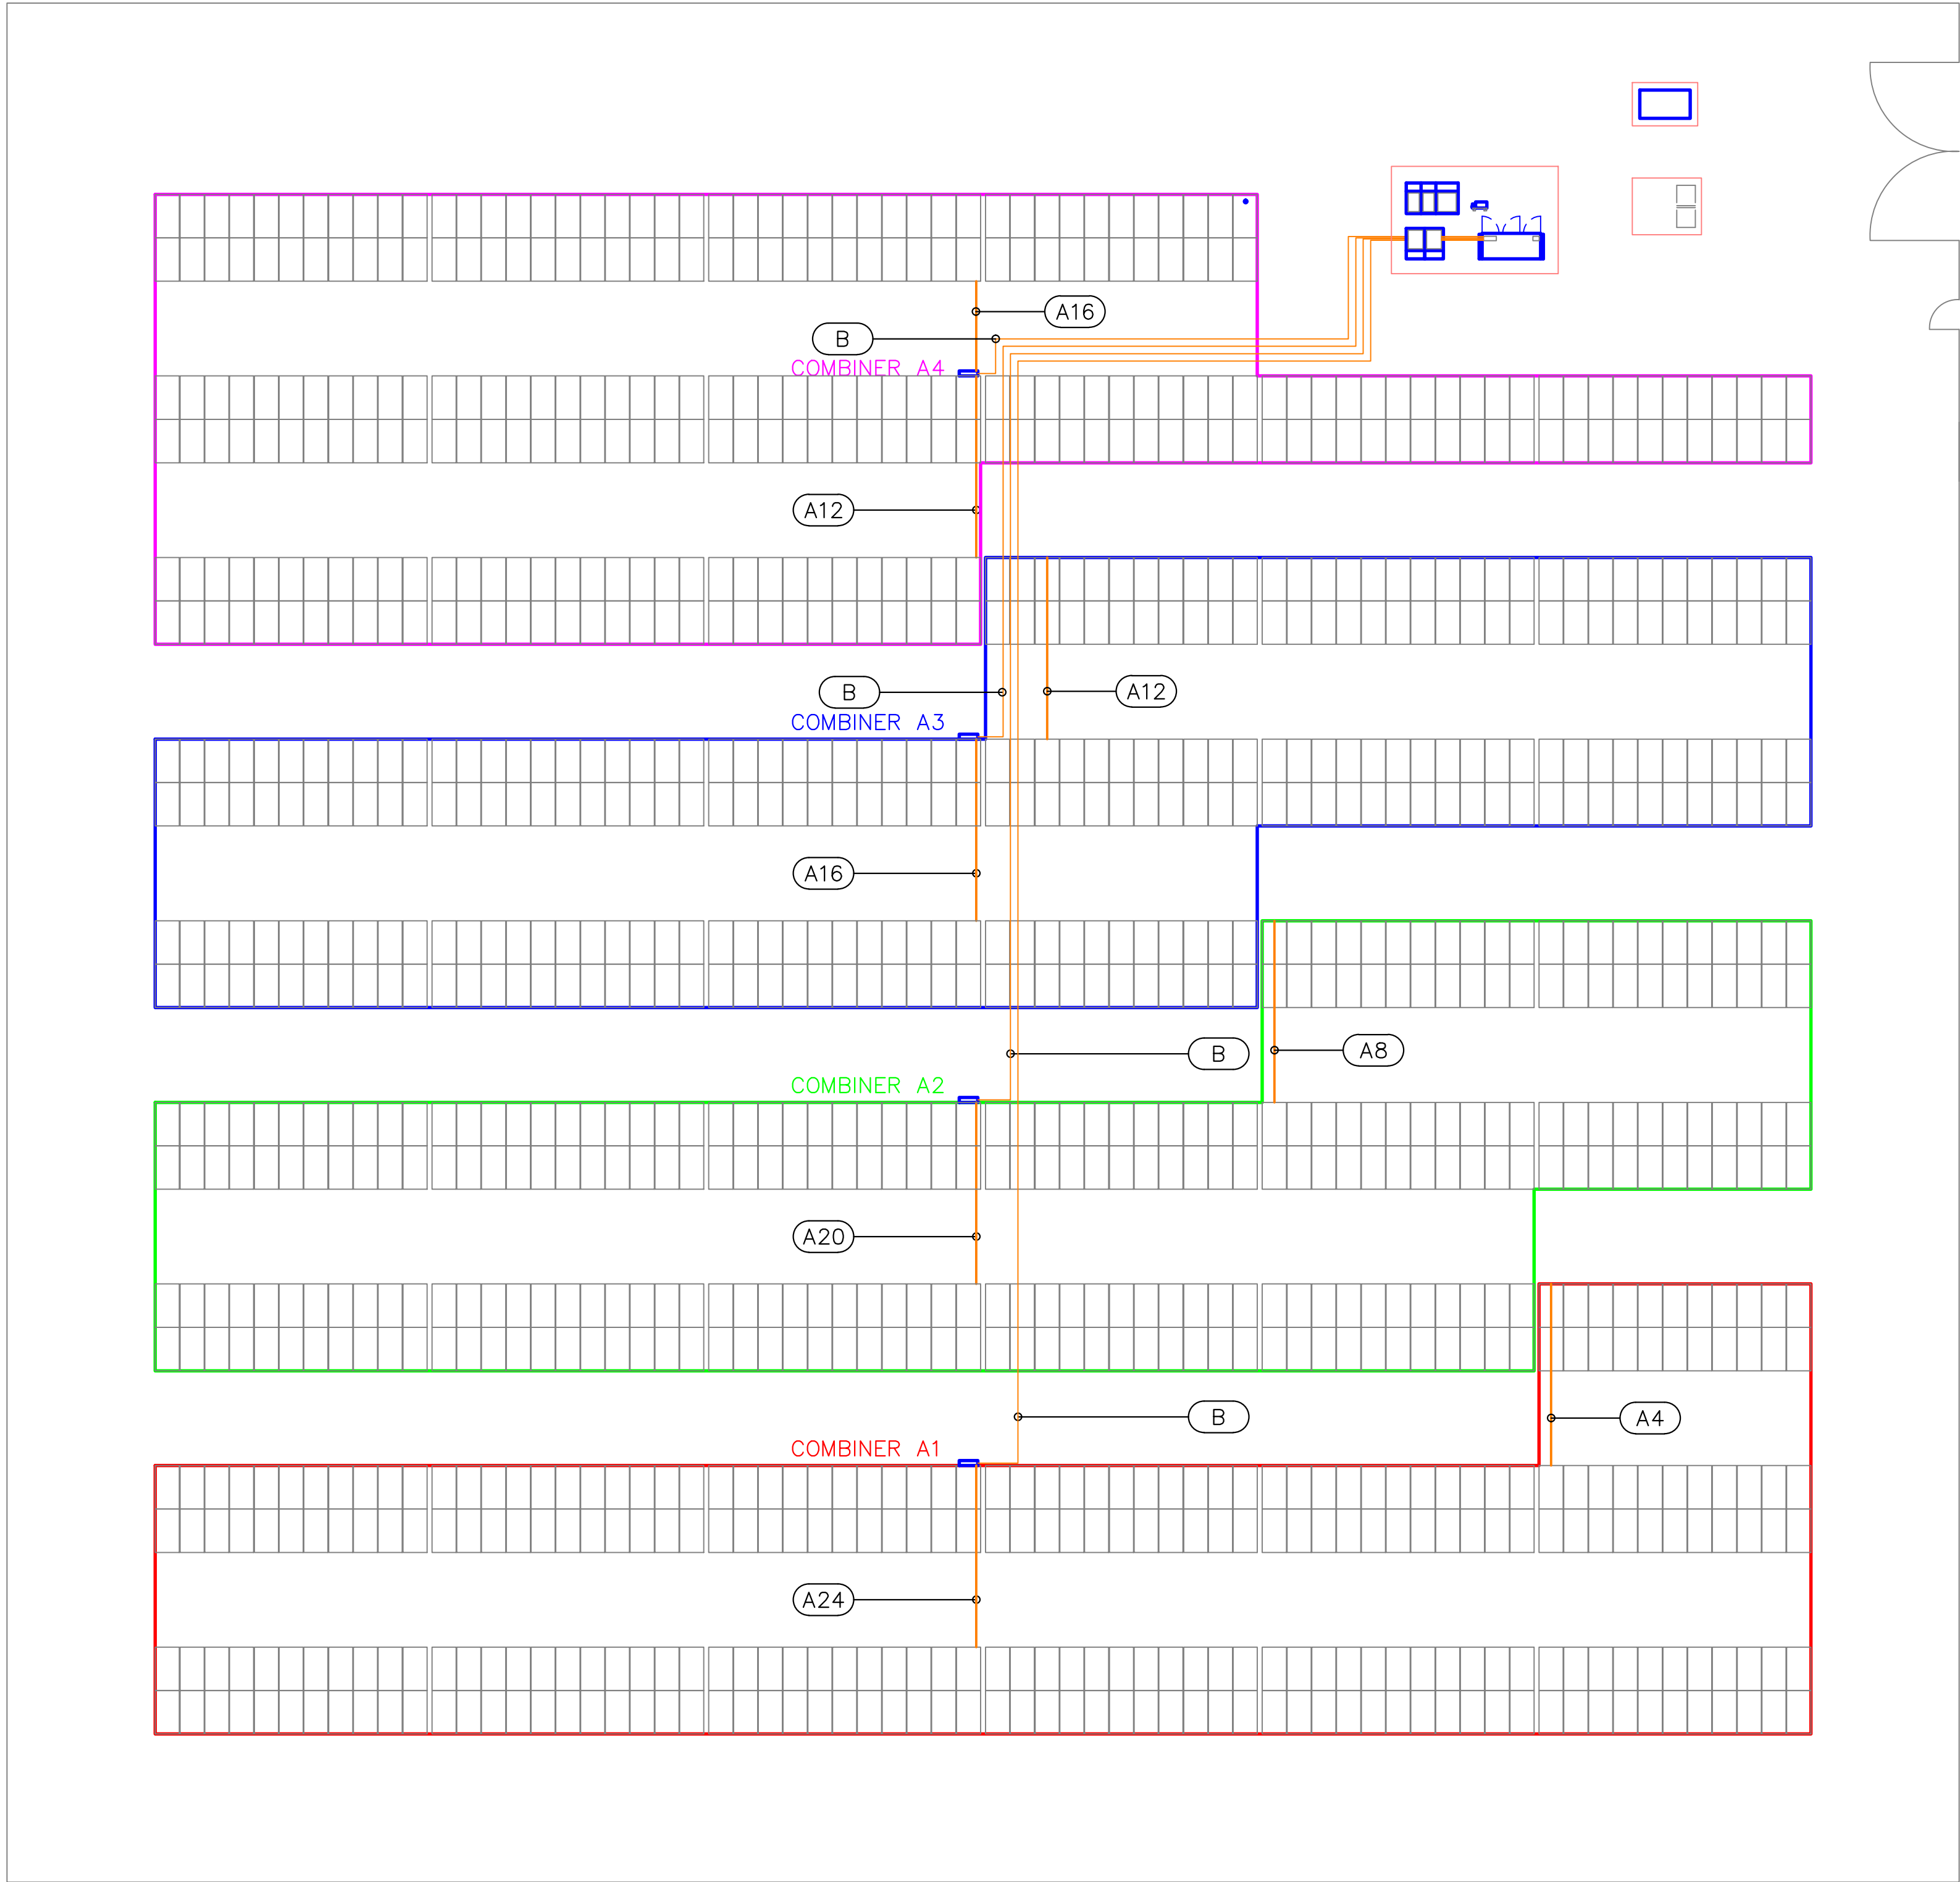 A16
B
COMBINER A4
A12
B
A12
COMBINER A3
A16
B
A8
COMBINER A2
A20
B
A4
COMBINER A1
A24